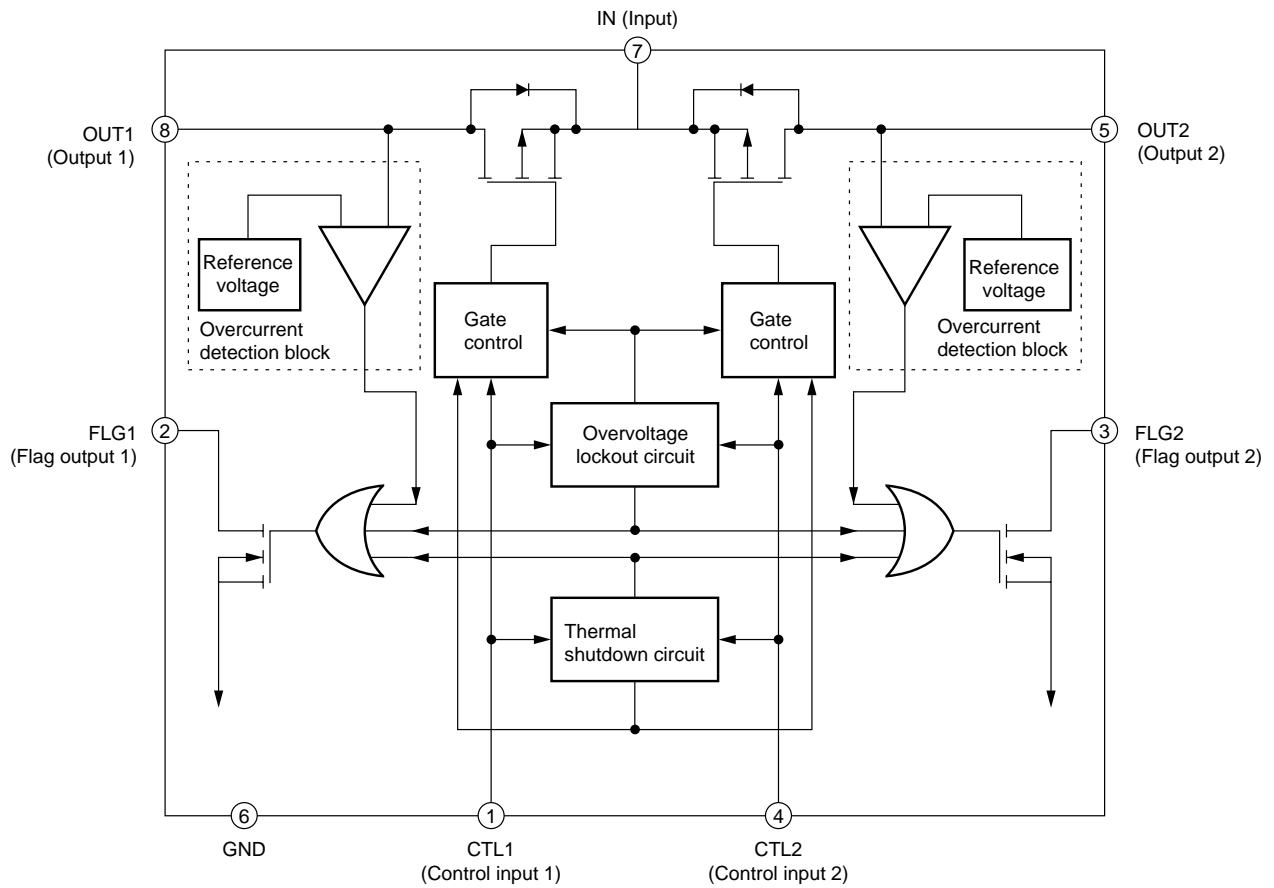 IN (Input)
7
OUT1
(Output 1)
8
5
OUT2
(Output 2)
Reference
voltage
Overcurrent
detection block
Gate
control
Gate
control
Reference
voltage
Overcurrent
detection block
FLG1
(Flag output 1)
2
Overvoltage
lockout circuit
3
FLG2
(Flag output 2)
Thermal
shutdown circuit
6
GND
1
CTL1
(Control input 1)
4
CTL2
(Control input 2)